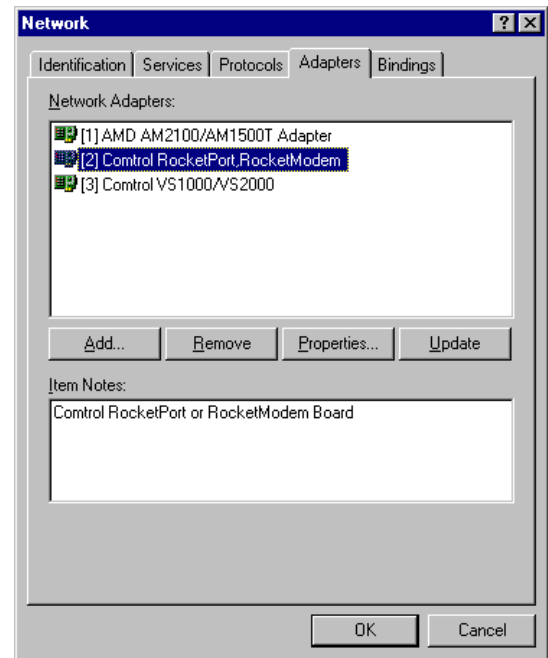 Network
Identification Services Protocols Adapters Bindings
Network Adapters:
[1] AMD AM2100/AM1500T Adapter
[2] Comtrol RocketPort,RocketModem
[3] Comtrol VS1000/VS2000
Add... Remove Properties... Update
Item Notes:
Comtrol RocketPort or RocketModem Board
OK Cancel